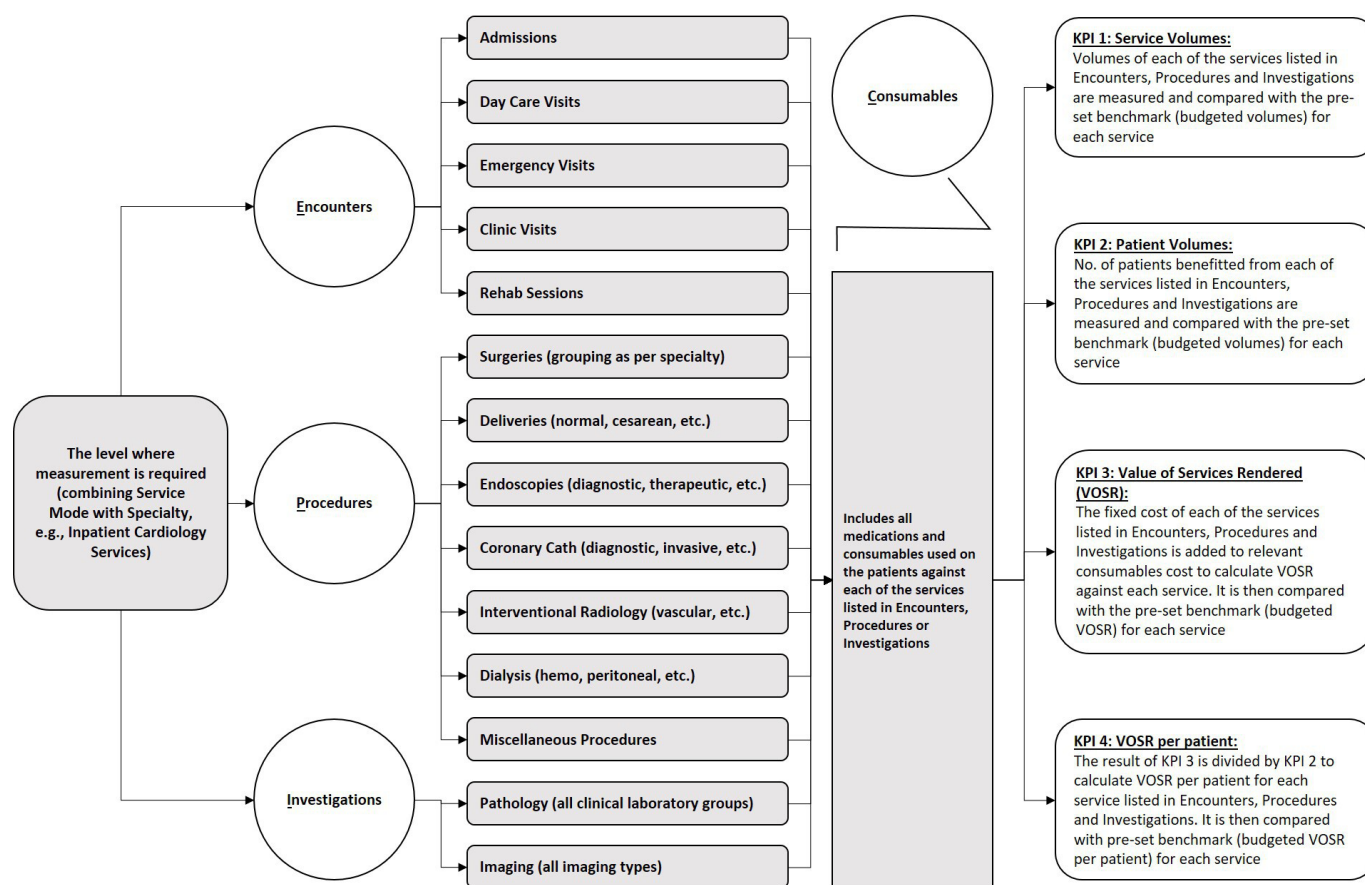 The level where
measurement is required
(combining Service
Mode with Specialty,
e.g., Inpatient Cardiology
Services)
Encounters
Procedures
Investigations
Admissions
Day Care Visits
Emergency Visits
Clinic Visits
Rehab Sessions
Surgeries (grouping as per specialty)
Deliveries (normal, cesarean, etc.)
Endoscopies (diagnostic, therapeutic, etc.)
Coronary Cath (diagnostic, invasive, etc.)
Interventional Radiology (vascular, etc.)
Dialysis (hemo, peritoneal, etc.)
Miscellaneous Procedures
Pathology (all clinical laboratory groups)
Imaging (all imaging types)
Consumables
Includes all
medications and
consumables used on
the patients against
each of the services
listed in Encounters,
Procedures or
Investigations
KPI 1: Service Volumes:
Volumes of each of the services listed in
Encounters, Procedures and Investigations
are measured and compared with the pre-
set benchmark (budgeted volumes) for
each service
KPI 2: Patient Volumes:
No. of patients benefitted from each of
the services listed in Encounters,
Procedures and Investigations are
measured and compared with the pre-set
benchmark (budgeted volumes) for each
service
KPI 3: Value of Services Rendered
(VOSR):
The fixed cost of each of the services
listed in Encounters, Procedures and
Investigations is added to relevant
consumables cost to calculate VOSR
against each service. It is then compared
with the pre-set benchmark (budgeted
VOSR) for each service
KPI 4: VOSR per patient:
The result of KPI 3 is divided by KPI 2 to
calculate VOSR per patient for each
service listed in Encounters, Procedures
and Investigations. It is then compared
with pre-set benchmark (budgeted VOSR
per patient) for each service